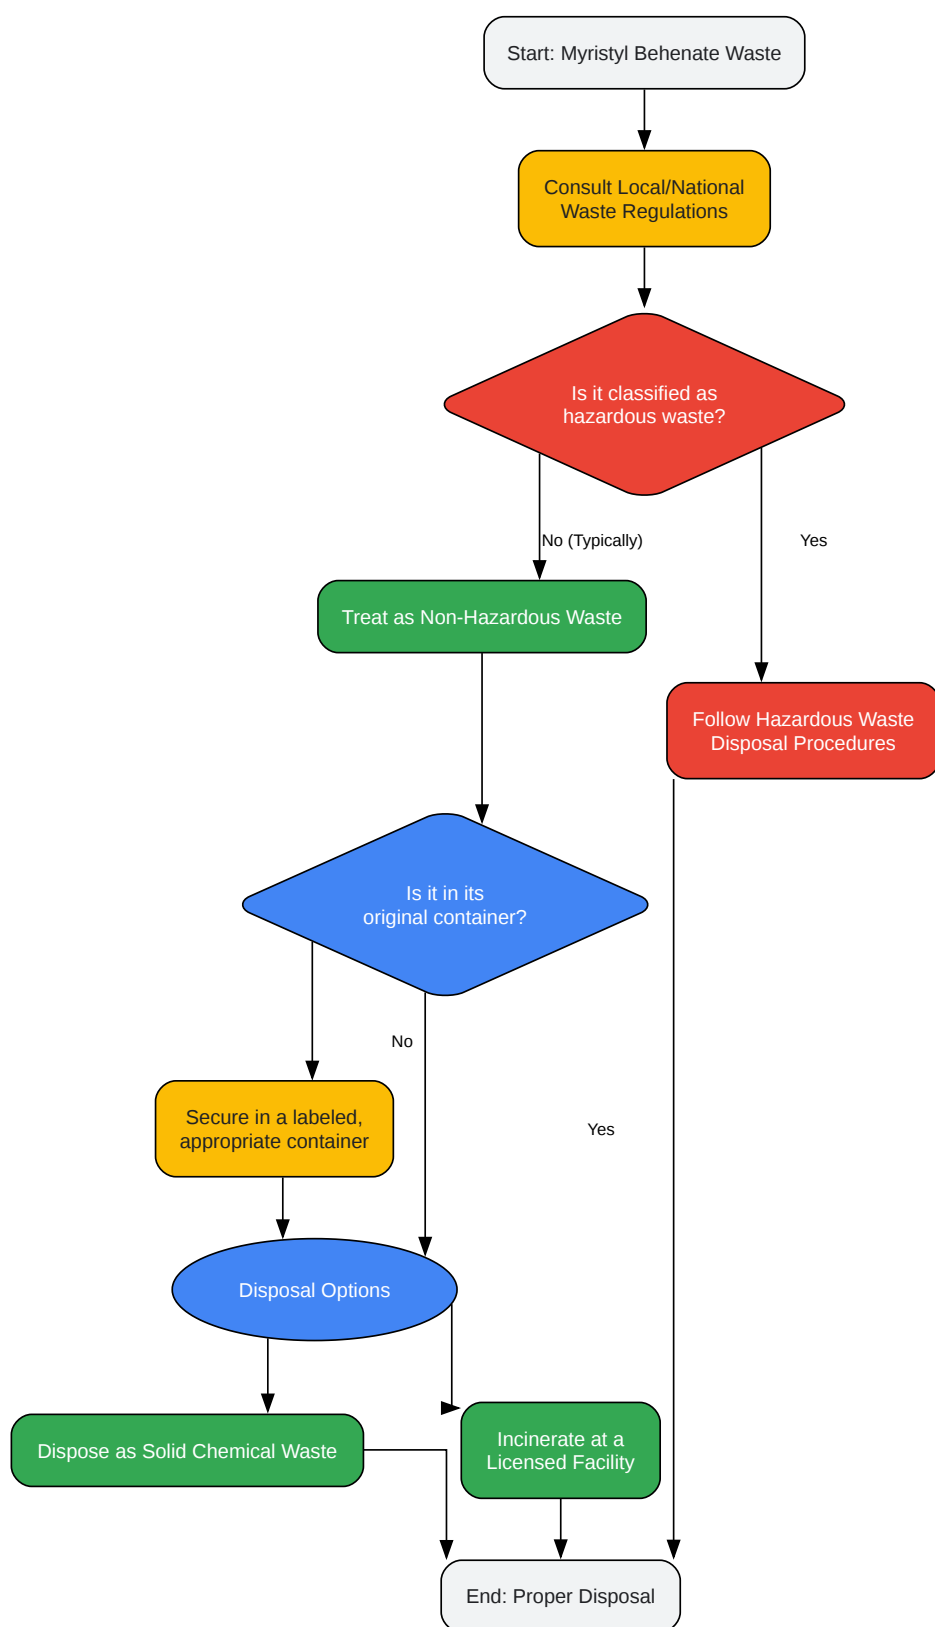 Start: Myristyl Behenate Waste
Consult Local/National
Waste Regulations
Is it classified as
hazardous waste?
No (Typically)
Yes
Treat as Non-Hazardous Waste
Follow Hazardous Waste
Disposal Procedures
Is it in its
original container?
No
Secure in a labeled,
appropriate container
Yes
Disposal Options
Dispose as Solid Chemical Waste
Incinerate at a
Licensed Facility
End: Proper Disposal